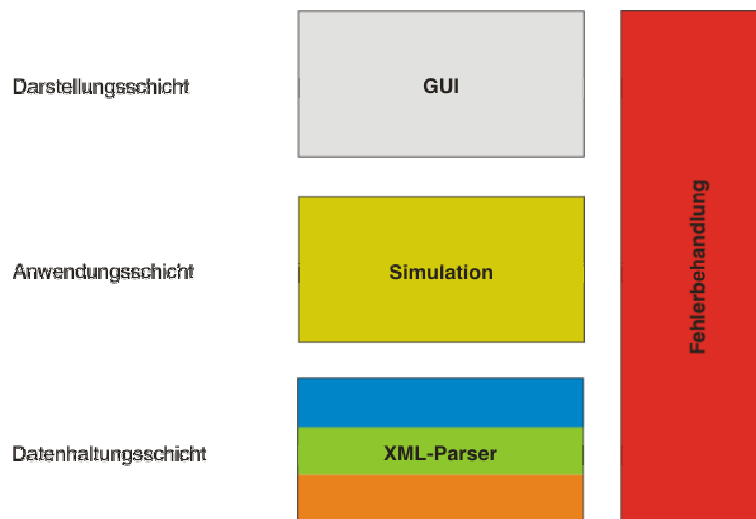 Darstellungsschicht
GUI
Anwendungsschicht
Simulation
Datenhaltungsschicht
XML-Parser
Fehlerbehandlung